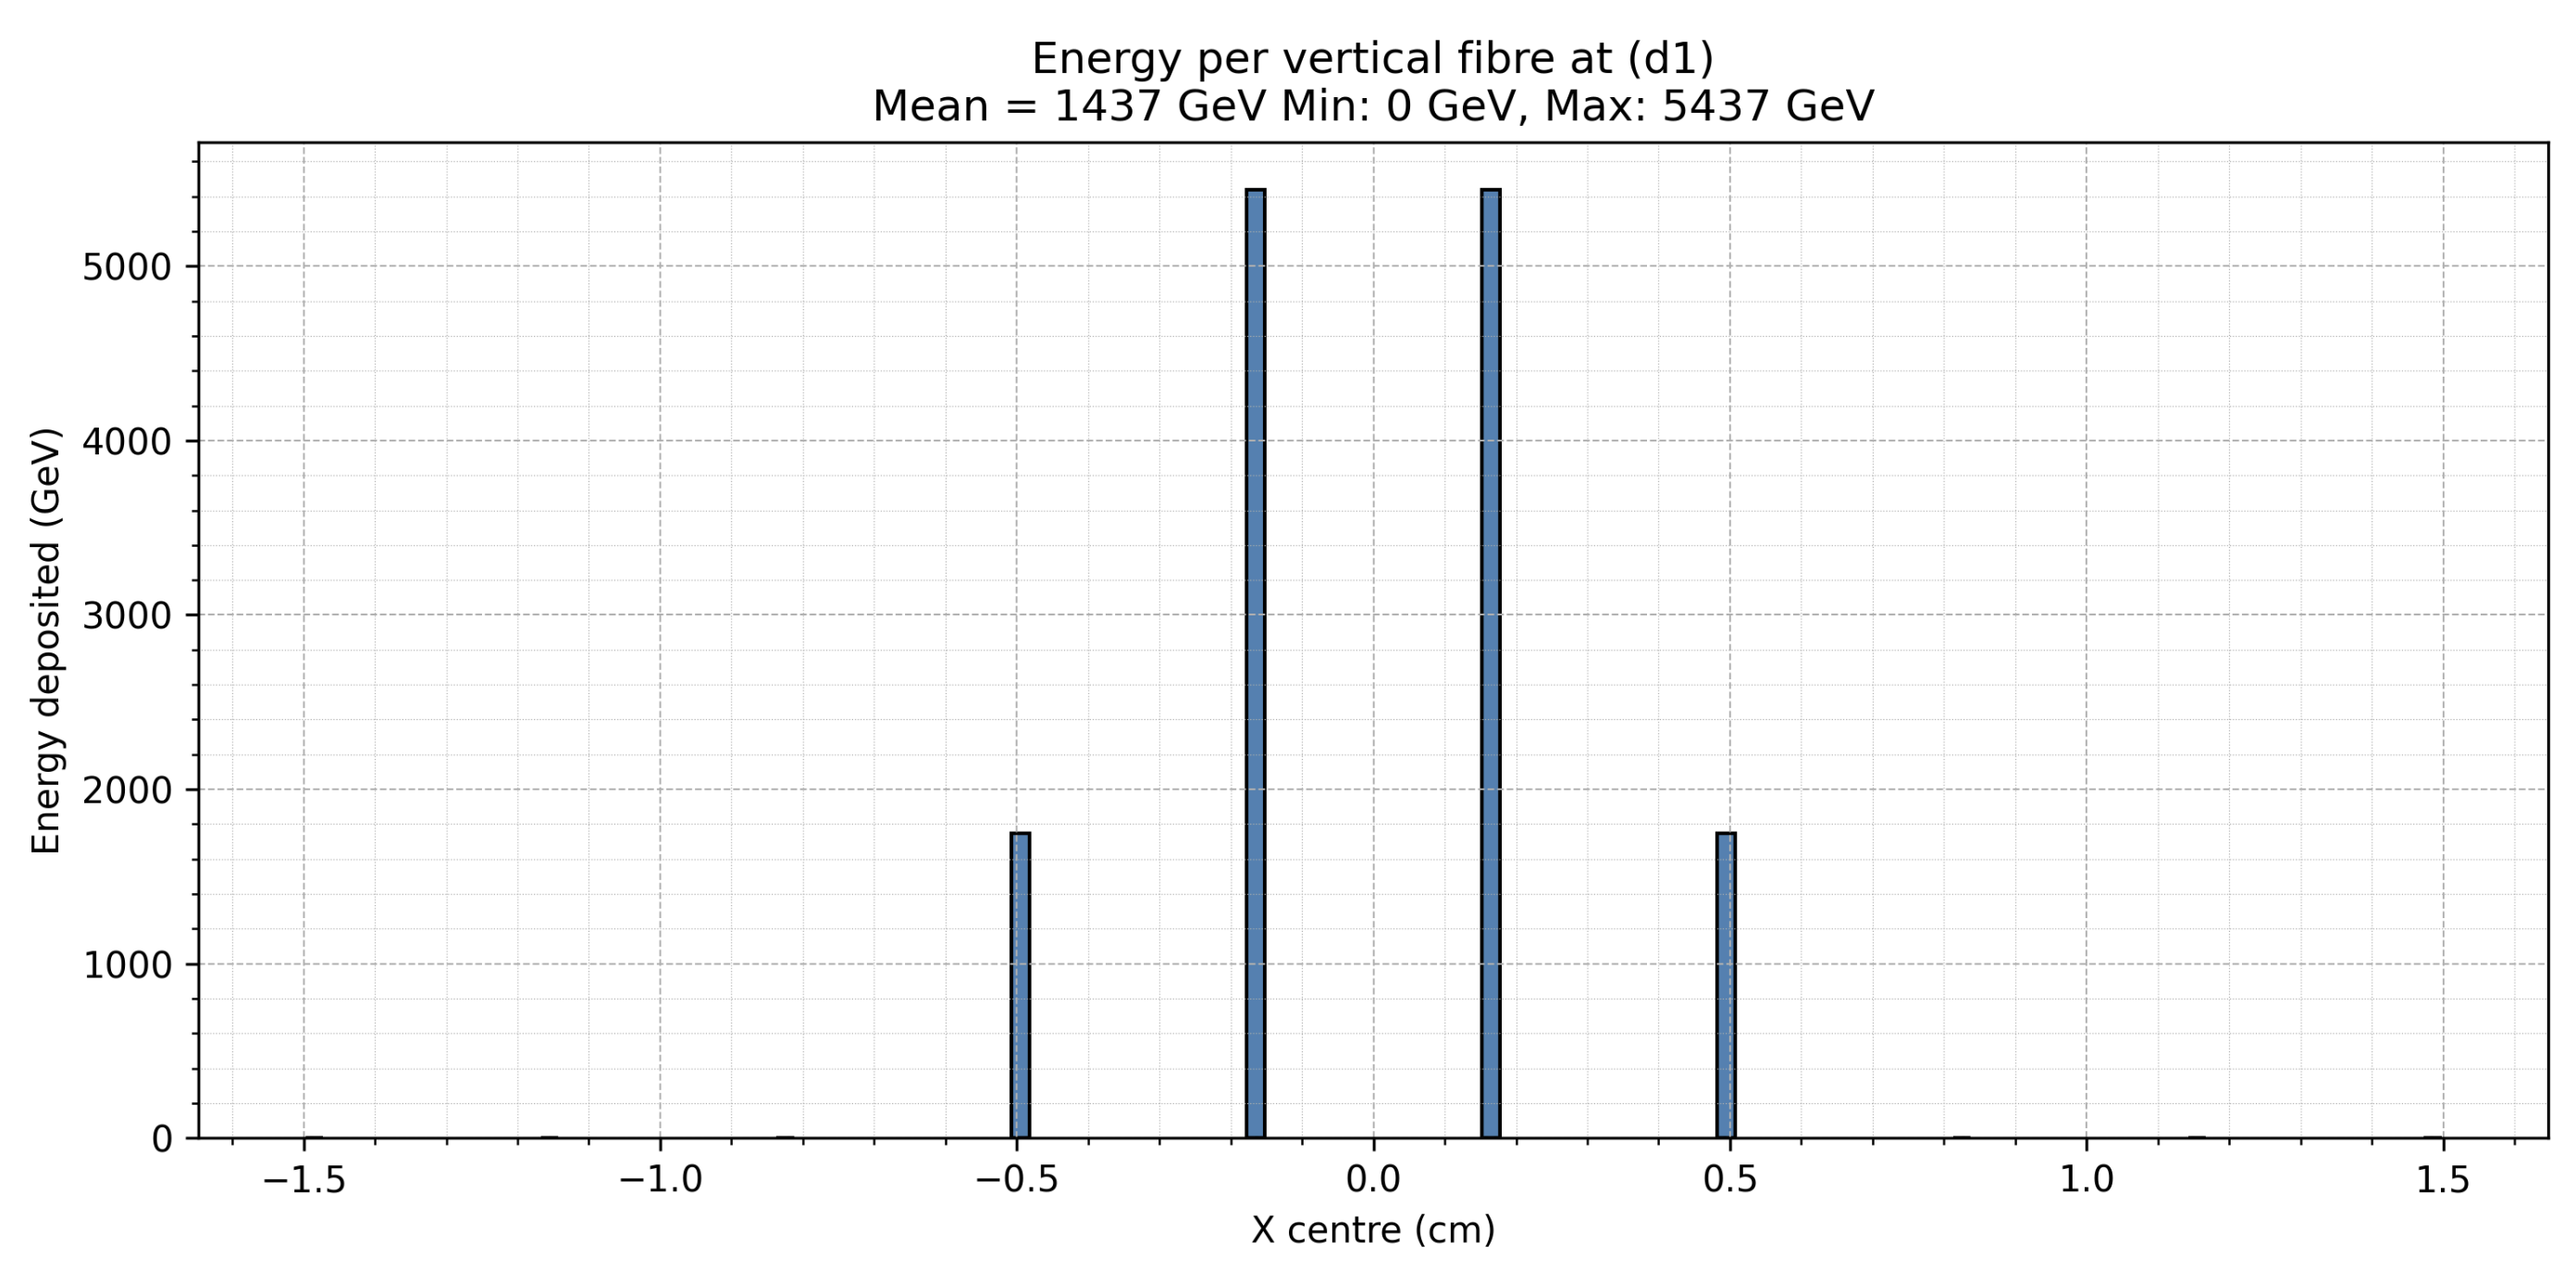 Energy per vertical fibre at (d1)
Mean = 1437 GeV Min: 0 GeV, Max: 5437 GeV
Energy deposited (GeV)
5000
4000
3000
2000
1000
0
−1.5 −1.0 −0.5 0.0 0.5 1.0 1.5
X centre (cm)